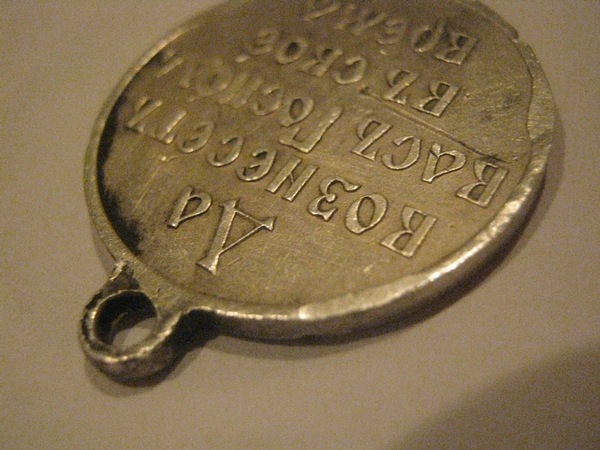 Да
ВОЗНЕСЕТЪ
ВАСЪ ГОСПОДЬ
ВЪ СВОЕ
ВРЕМЯ